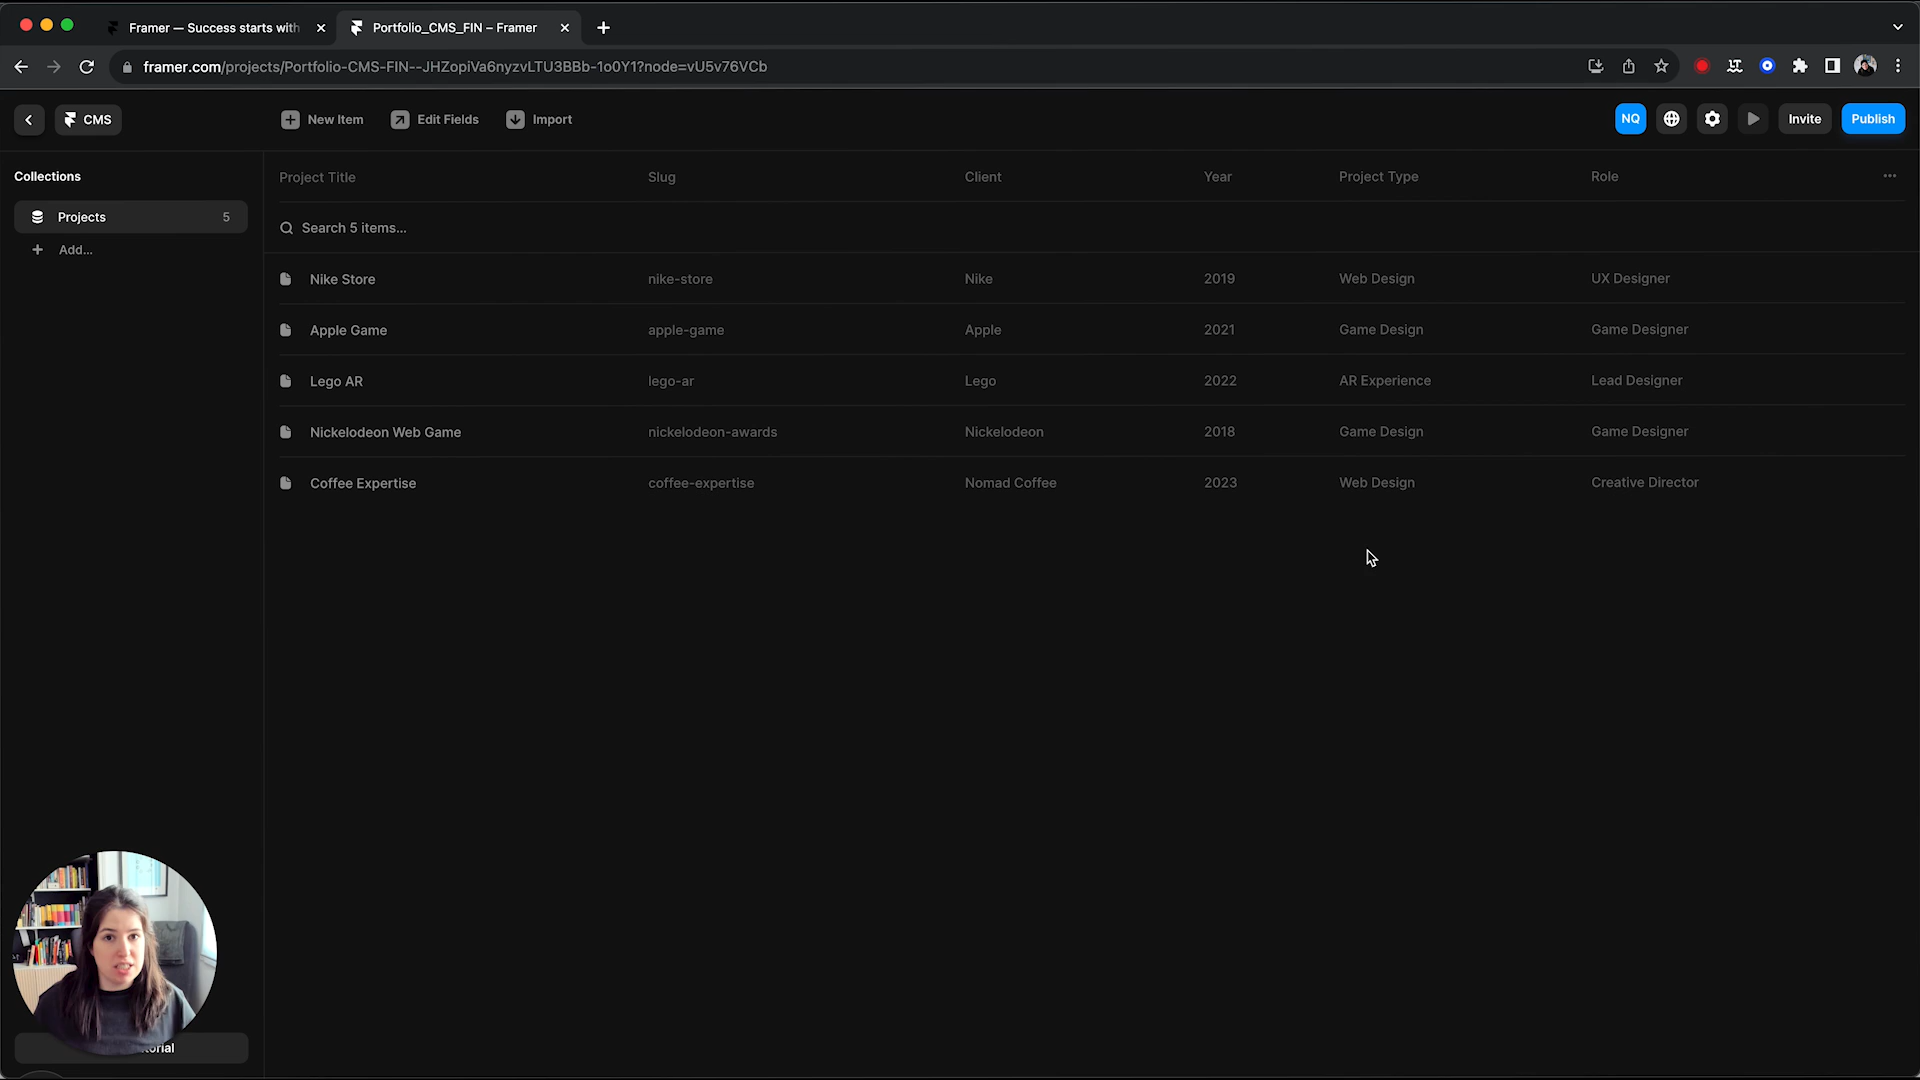 Framer — Success starts with
Portfolio_CMS_FIN – Framer
framer.com/projects/Portfolio-CMS-FIN--JHZopiVa6nyzvLTU3BBb-1o0Y1?node=vU5v76VCb
CMS
New Item
Edit Fields
Import
NQ
Invite
Publish
Collections
Projects 5
Add...
Project Title Slug Client Year Project Type Role
Search 5 items...
Nike Store nike-store Nike 2019 Web Design UX Designer
Apple Game apple-game Apple 2021 Game Design Game Designer
Lego AR lego-ar Lego 2022 AR Experience Lead Designer
Nickelodeon Web Game nickelodeon-awards Nickelodeon 2018 Game Design Game Designer
Coffee Expertise coffee-expertise Nomad Coffee 2023 Web Design Creative Director